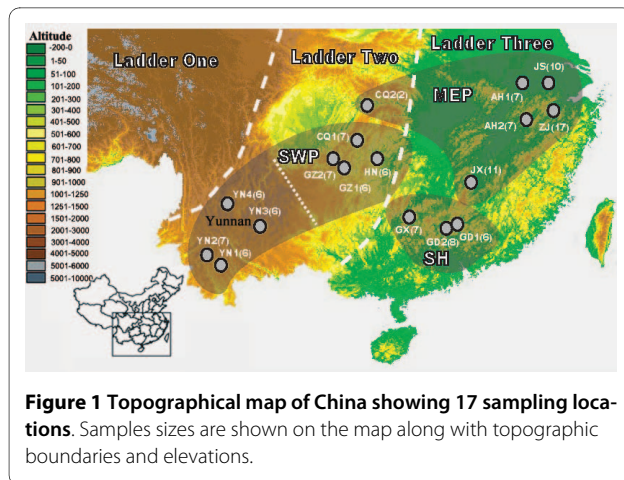 Altitude
-200-0
1-50
51-100
101-200
201-300
301-400
401-500
501-600
601-700
701-800
801-900
901-1000
1001-1250
1251-1500
1501-2000
2001-3000
3001-4000
4001-5000
5001-6000
5001-10000
Ladder One
Ladder Two
Ladder Three
JS(10)
MEP
AH1(7)
CQ2(2)
AH2(7)
ZJ(17)
CQ1(7)
SWP
HN(6)
GZ2(7)
GZ1(6)
JX(11)
YN4(6)
Yunnan
YN3(6)
GX(7)
GD2(8)
GD1(6)
SH
YN2(7)
YN1(6)
Figure 1 Topographical map of China showing 17 sampling loca-
tions. Samples sizes are shown on the map along with topographic
boundaries and elevations.